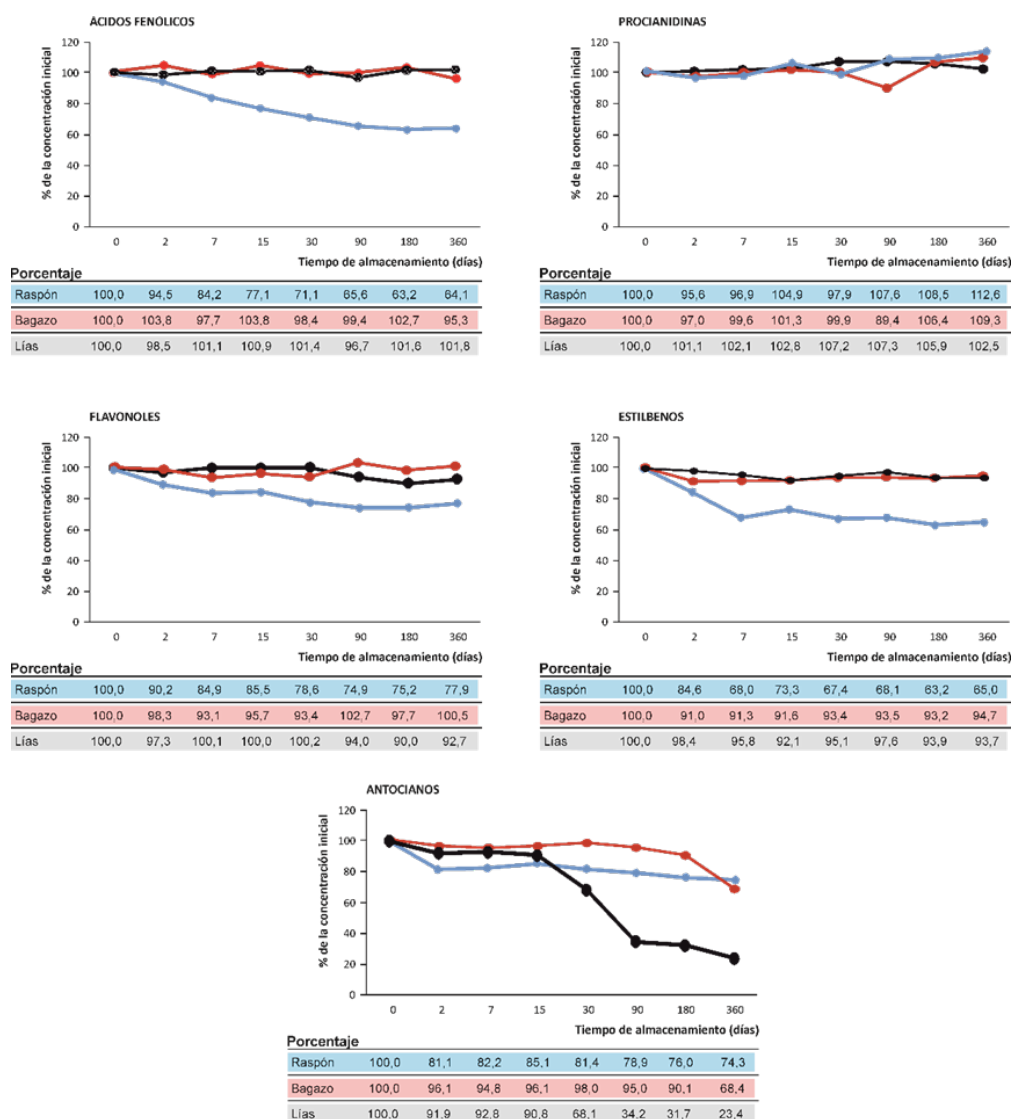 ÁCIDOS FENÓLICOS
% de la concentración inicial
120
100
80
60
40
20
0
0 2 7 15 30 90 180 360
Tiempo de almacenamiento (días)
Porcentaje
Raspón 100,0 94,5 84,2 77,1 71,1 65,6 63,2 64,1
Bagazo 100,0 103,8 97,7 103,8 98,4 99,4 102,7 95,3
Lías 100,0 98,5 101,1 100,9 101,4 96,7 101,6 101,8
PROCIANIDINAS
% de la concentración inicial
120
100
80
60
40
20
0
0 2 7 15 30 90 180 360
Tiempo de almacenamiento (días)
Porcentaje
Raspón 100,0 95,6 96,9 104,9 97,9 107,6 108,5 112,6
Bagazo 100,0 97,0 99,6 101,3 99,9 89,4 106,4 109,3
Lías 100,0 101,1 102,1 102,8 107,2 107,3 105,9 102,5
FLAVONOLES
% de la concentración inicial
120
100
80
60
40
20
0
0 2 7 15 30 90 180 360
Tiempo de almacenamiento (días)
Porcentaje
Raspón 100,0 90,2 84,9 85,5 78,6 74,9 75,2 77,9
Bagazo 100,0 98,3 93,1 95,7 93,4 102,7 97,7 100,5
Lías 100,0 97,3 100,1 100,0 100,2 94,0 90,0 92,7
ESTILBENOS
% de la concentración inicial
120
100
80
60
40
20
0
0 2 7 15 30 90 180 360
Tiempo de almacenamiento (días)
Porcentaje
Raspón 100,0 84,6 68,0 73,3 67,4 68,1 63,2 65,0
Bagazo 100,0 91,0 91,3 91,6 93,4 93,5 93,2 94,7
Lías 100,0 98,4 95,8 92,1 95,1 97,6 93,9 93,7
ANTOCIANOS
% de la concentración inicial
120
100
80
60
40
20
0
0 2 7 15 30 90 180 360
Tiempo de almacenamiento (días)
Porcentaje
Raspón 100,0 81,1 82,2 85,1 81,4 78,9 76,0 74,3
Bagazo 100,0 96,1 94,8 96,1 98,0 95,0 90,1 68,4
Lías 100,0 91,9 92,8 90,8 68,1 34,2 31,7 23,4